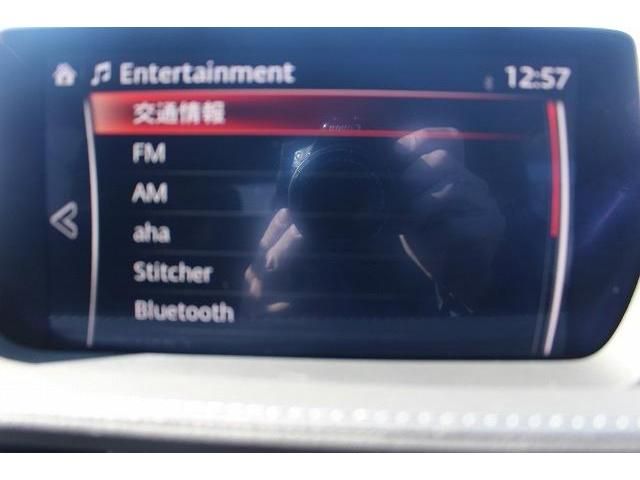 Entertainment 12:57
交通情報
FM
AM
aha
Stitcher
Bluetooth